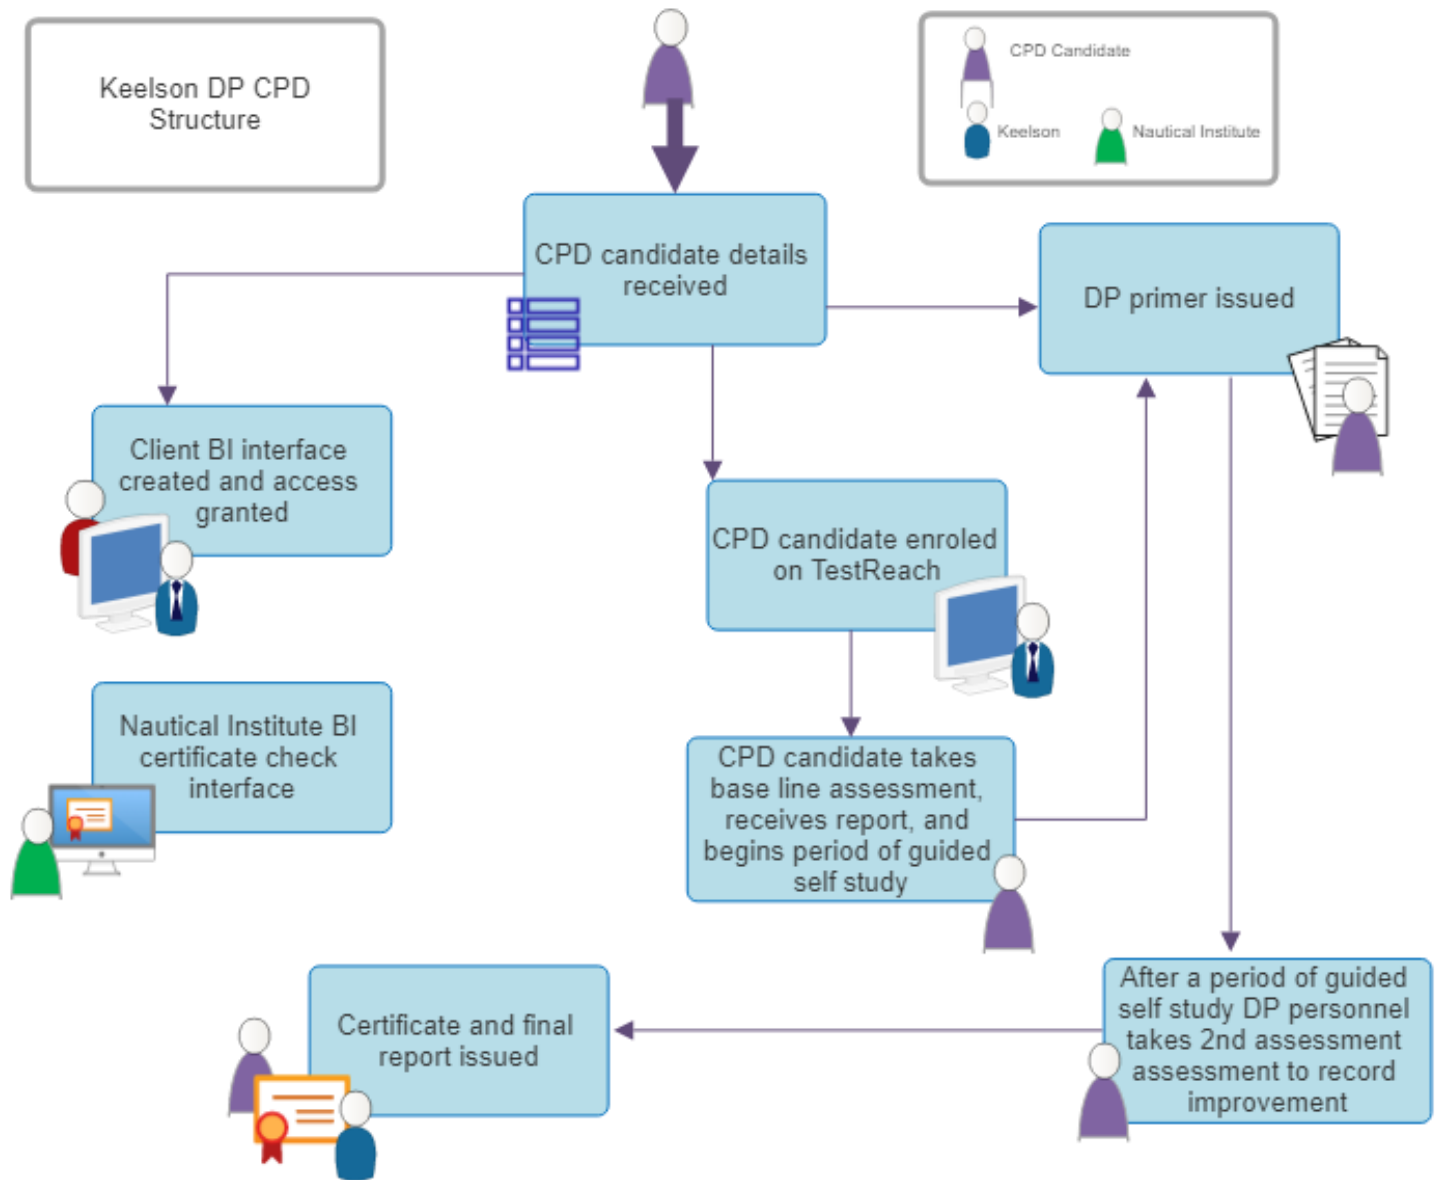 Keelson DP CPD
Structure
CPD Candidate
Keelson
Nautical Institute
CPD candidate details
received
DP primer issued
Client BI interface
created and access
granted
CPD candidate enroled
on TestReach
Nautical Institute BI
certificate check
interface
CPD candidate takes
base line assessment,
receives report, and
begins period of guided
self study
After a period of guided
self study DP personnel
takes 2nd assessment
assessment to record
improvement
Certificate and final
report issued